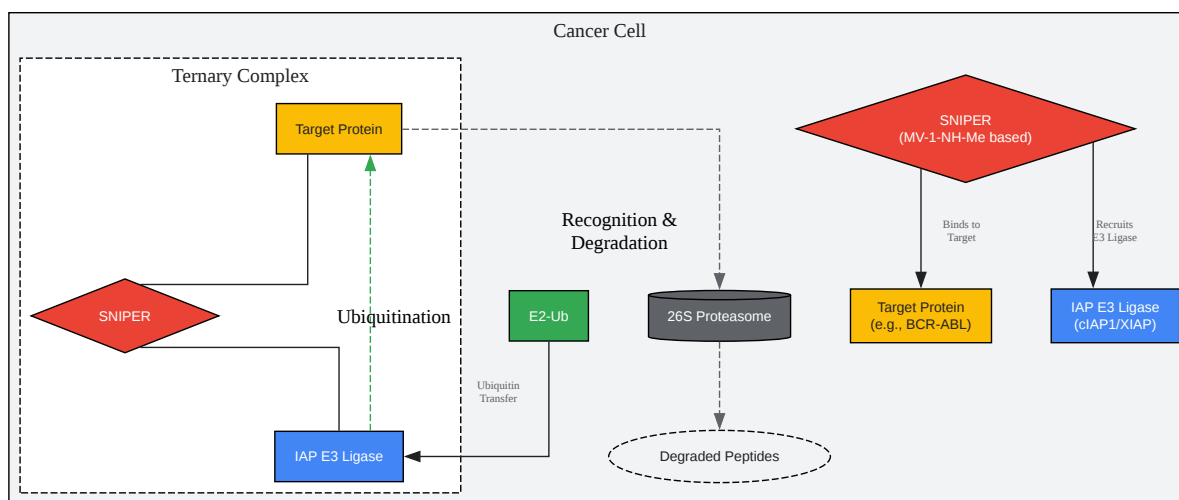 Cancer Cell
Ternary Complex
Target Protein
SNIPER
(MV-1-NH-Me based)
Recognition &
Degradation
Binds to
Target
Recruits
E3 Ligase
SNIPER
Ubiquitination
E2-Ub
26S Proteasome
Target Protein
(e.g., BCR-ABL)
IAP E3 Ligase
(cIAP1/XIAP)
Ubiquitin
Transfer
IAP E3 Ligase
Degraded Peptides